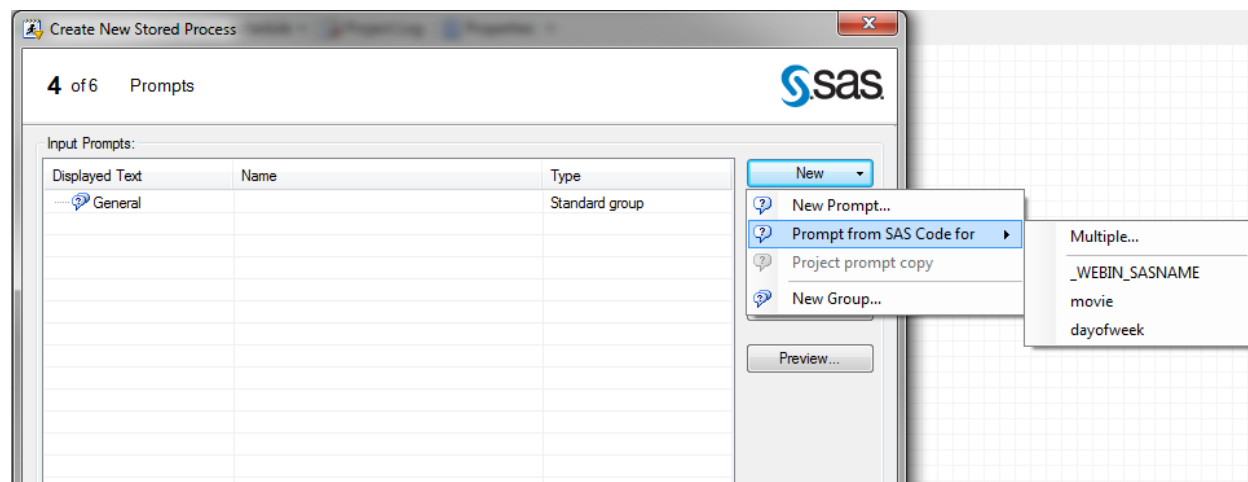 Create New Stored Process
4 of 6 Prompts
sas
Input Prompts:
Displayed Text Name Type
General Standard group
New
New Prompt...
Prompt from SAS Code for
Project prompt copy
New Group...
Preview...
Multiple...
_WEBIN_SASNAME
movie
dayofweek